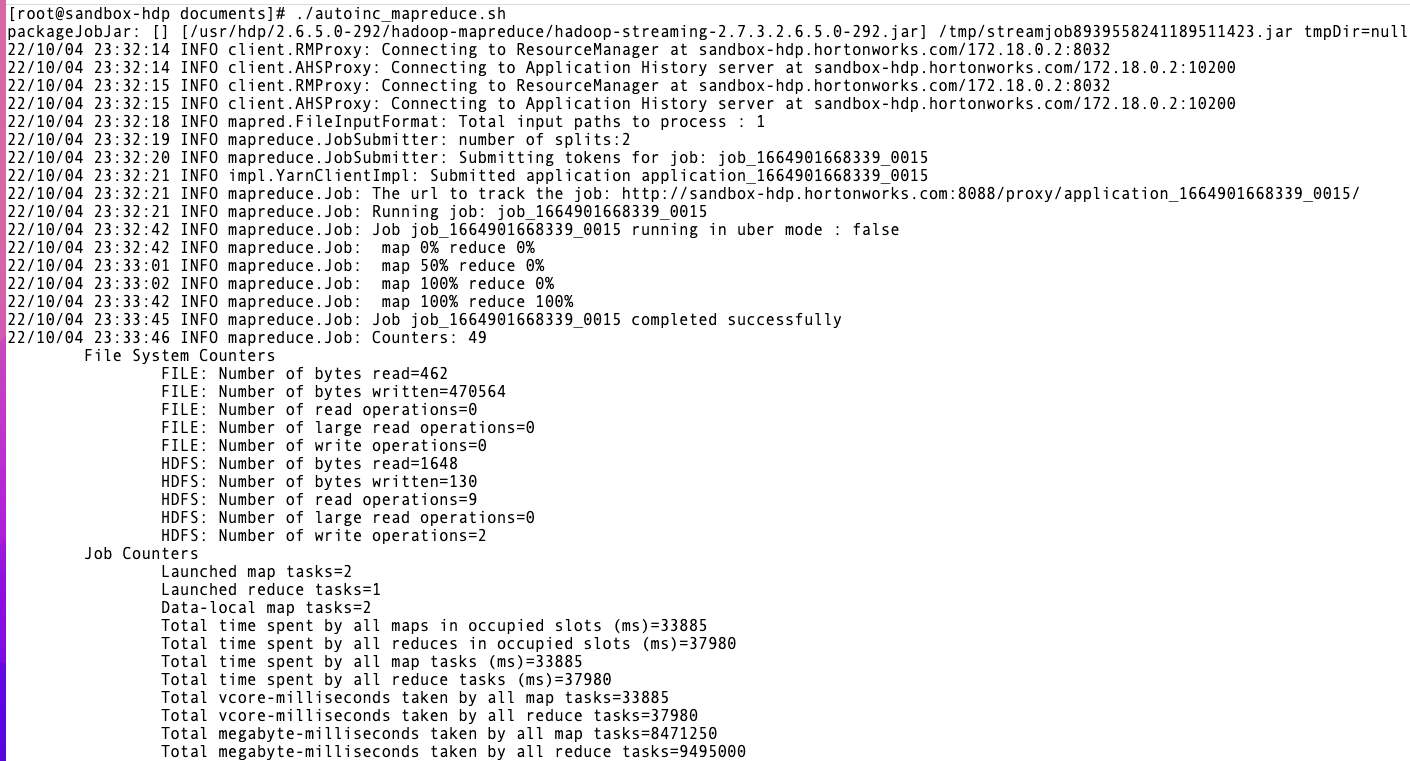 [root@sandbox-hdp documents]# ./autoinc_mapreduce.sh
packageJobJar: [] [/usr/hdp/2.6.5.0-292/hadoop-mapreduce/hadoop-streaming-2.7.3.2.6.5.0-292.jar] /tmp/streamjob8939558241189511423.jar tmpDir=null
22/10/04 23:32:14 INFO client.RMProxy: Connecting to ResourceManager at sandbox-hdp.hortonworks.com/172.18.0.2:8032
22/10/04 23:32:14 INFO client.AHSProxy: Connecting to Application History server at sandbox-hdp.hortonworks.com/172.18.0.2:10200
22/10/04 23:32:15 INFO client.RMProxy: Connecting to ResourceManager at sandbox-hdp.hortonworks.com/172.18.0.2:8032
22/10/04 23:32:15 INFO client.AHSProxy: Connecting to Application History server at sandbox-hdp.hortonworks.com/172.18.0.2:10200
22/10/04 23:32:18 INFO mapred.FileInputFormat: Total input paths to process : 1
22/10/04 23:32:19 INFO mapreduce.JobSubmitter: number of splits:2
22/10/04 23:32:20 INFO mapreduce.JobSubmitter: Submitting tokens for job: job_1664901668339_0015
22/10/04 23:32:21 INFO impl.YarnClientImpl: Submitted application application_1664901668339_0015
22/10/04 23:32:21 INFO mapreduce.Job: The url to track the job: http://sandbox-hdp.hortonworks.com:8088/proxy/application_1664901668339_0015/
22/10/04 23:32:21 INFO mapreduce.Job: Running job: job_1664901668339_0015
22/10/04 23:32:42 INFO mapreduce.Job: Job job_1664901668339_0015 running in uber mode : false
22/10/04 23:32:42 INFO mapreduce.Job:  map 0% reduce 0%
22/10/04 23:33:01 INFO mapreduce.Job:  map 50% reduce 0%
22/10/04 23:33:02 INFO mapreduce.Job:  map 100% reduce 0%
22/10/04 23:33:42 INFO mapreduce.Job:  map 100% reduce 100%
22/10/04 23:33:45 INFO mapreduce.Job: Job job_1664901668339_0015 completed successfully
22/10/04 23:33:46 INFO mapreduce.Job: Counters: 49
File System Counters
FILE: Number of bytes read=462
FILE: Number of bytes written=470564
FILE: Number of read operations=0
FILE: Number of large read operations=0
FILE: Number of write operations=0
HDFS: Number of bytes read=1648
HDFS: Number of bytes written=130
HDFS: Number of read operations=9
HDFS: Number of large read operations=0
HDFS: Number of write operations=2
Job Counters
Launched map tasks=2
Launched reduce tasks=1
Data-local map tasks=2
Total time spent by all maps in occupied slots (ms)=33885
Total time spent by all reduces in occupied slots (ms)=37980
Total time spent by all map tasks (ms)=33885
Total time spent by all reduce tasks (ms)=37980
Total vcore-milliseconds taken by all map tasks=33885
Total vcore-milliseconds taken by all reduce tasks=37980
Total megabyte-milliseconds taken by all map tasks=8471250
Total megabyte-milliseconds taken by all reduce tasks=9495000